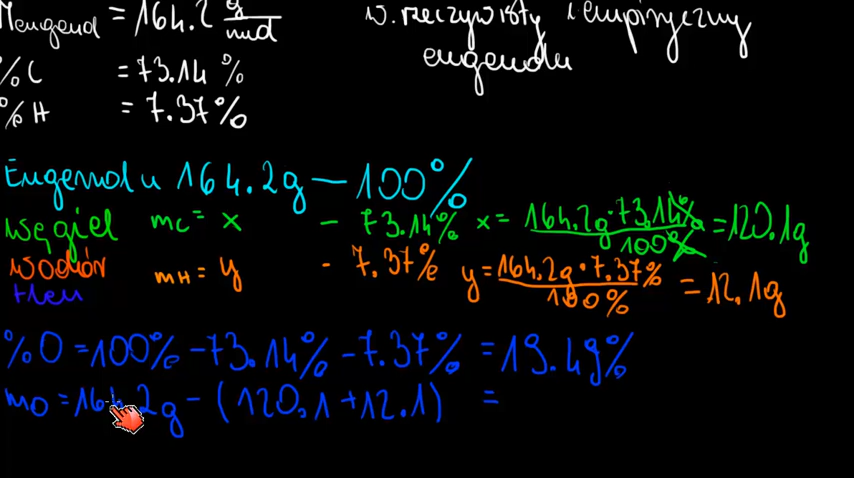 Meugenol = 164.2 g/mol
w. rzeczywisty i empiryczny
eugenolu
%C = 73.14 %
%H = 7.37%
Eugenolu 164.2g — 100%
węgiel mC = x - 73.14% x = 164.2g·73.14% / 100% = 120.1g
wodór mH = y - 7.37% y = 164.2g·7.37% / 100% = 12.1g
tlen
%O = 100% - 73.14% - 7.37% = 19.49%
mO = 164.2g - (120.1 + 12.1) =